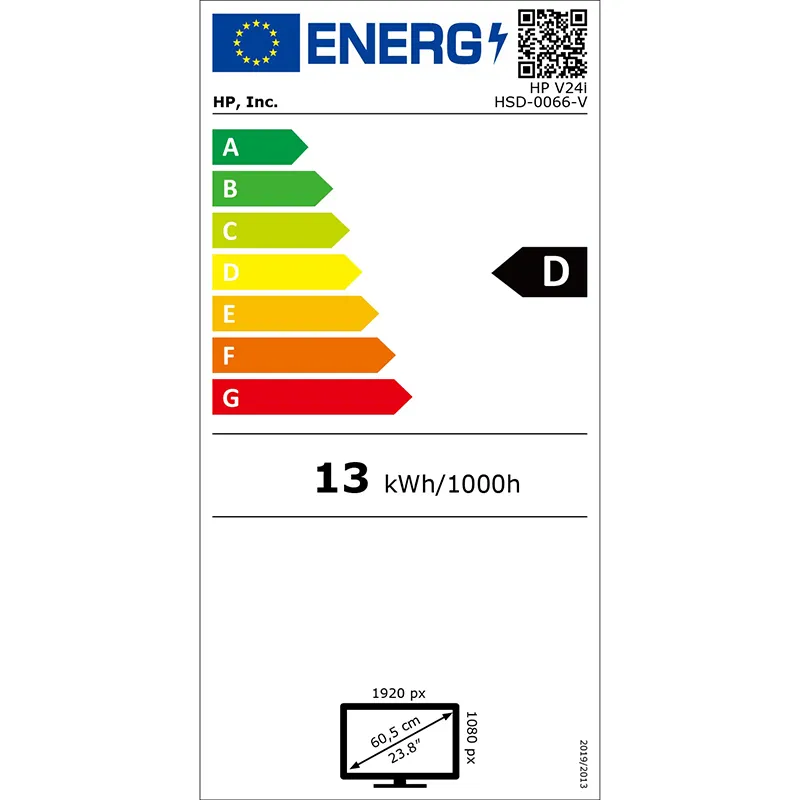 ENERG
HP V24i
HP, Inc.
HSD-0066-V
A
B
C
D
D
E
F
G
13 kWh/1000h
1920 px
1080 px
60,5 cm
23.8”
2019/2013